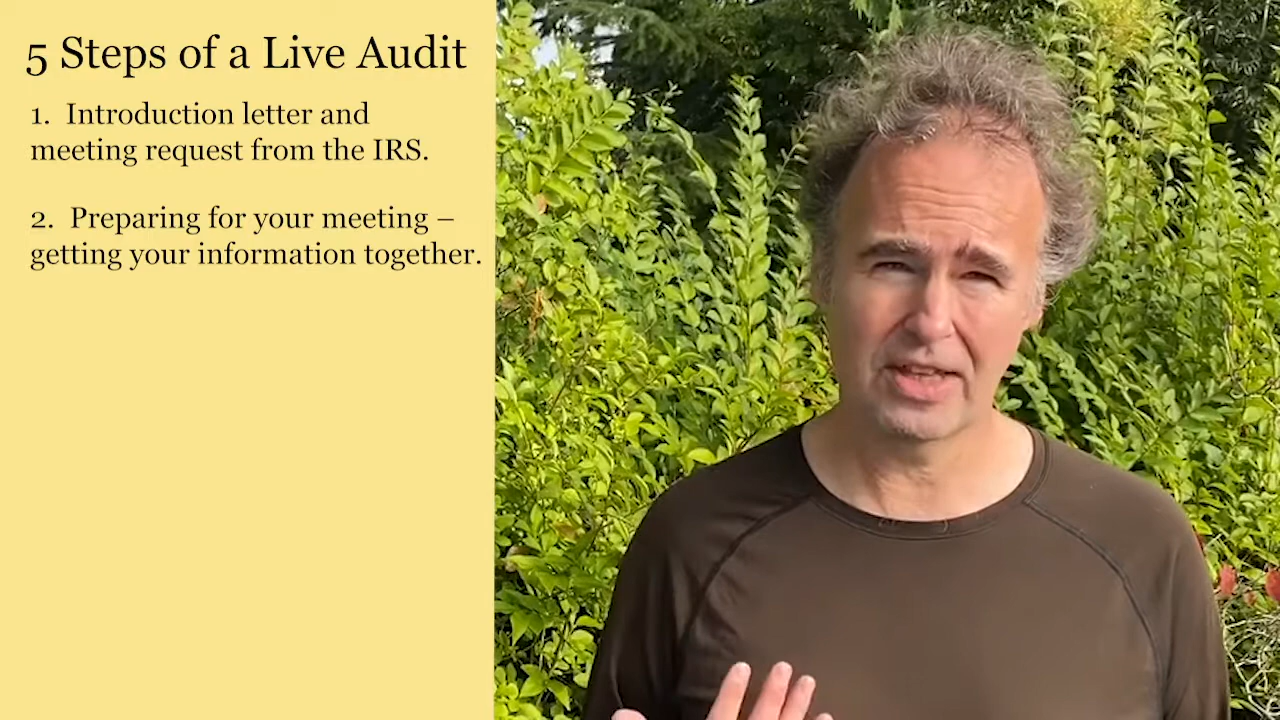 5 Steps of a Live Audit
1. Introduction letter and
meeting request from the IRS.
2. Preparing for your meeting –
getting your information together.